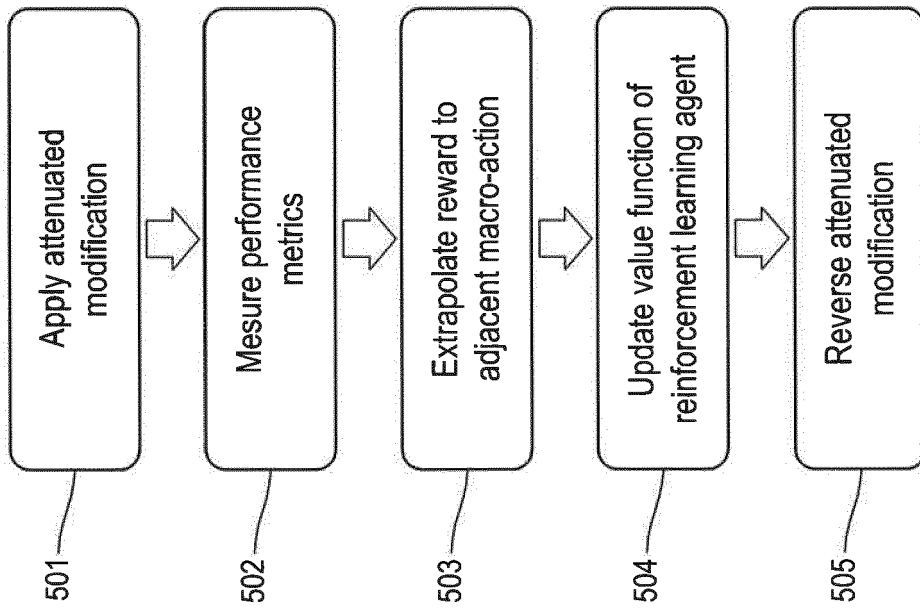 501
Apply attenuated
modification
502
Mesure performance
metrics
503
Extrapolate reward to
adjacent macro-action
504
Update value function of
reinforcement learning agent
505
Reverse attenuated
modification